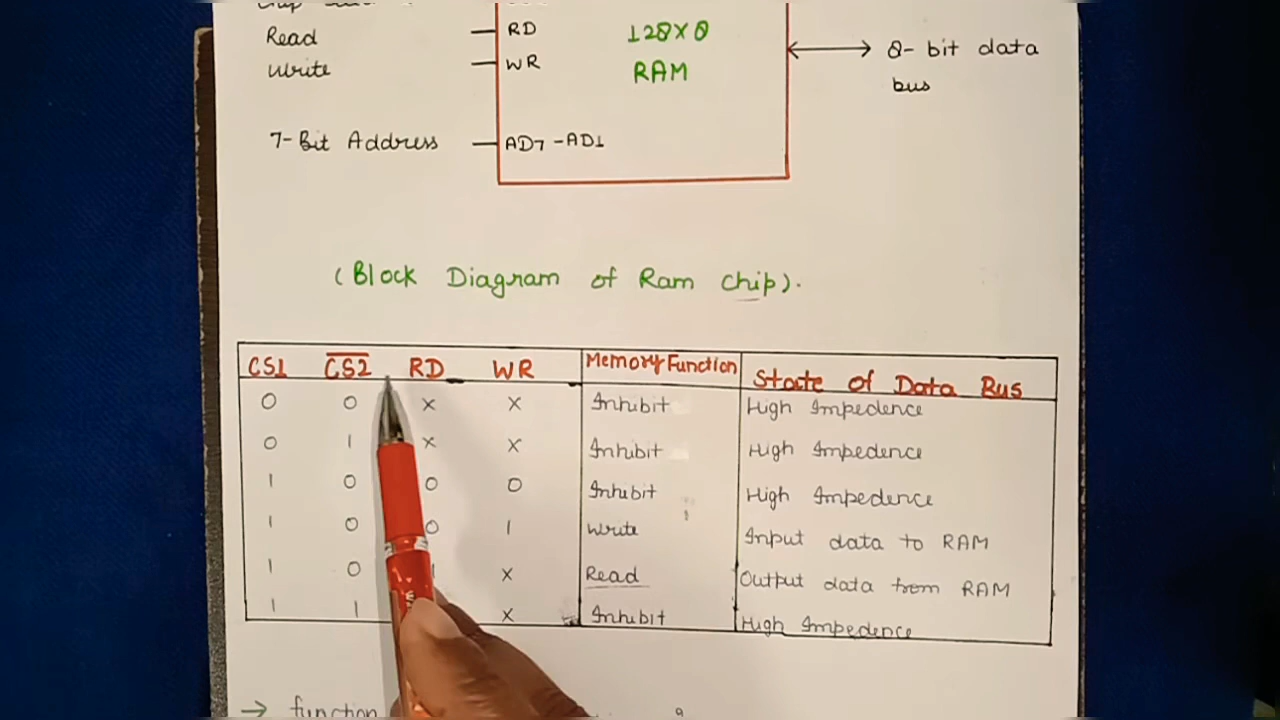 Read RD 128X8
Write WR RAM 8- bit data
bus
7-Bit Address AD7 -AD1
(Block Diagram of Ram Chip).
CS1 CS2 RD WR Memory Function State of Data Bus
0 0 x x Inhibit High Impedence
0 1 x x Inhibit High Impedence
1 0 0 0 Inhibit High Impedence
1 0 0 1 Write Input data to RAM
1 0 x Read Output data from RAM
1 1 x Inhibit High Impedence
→ function